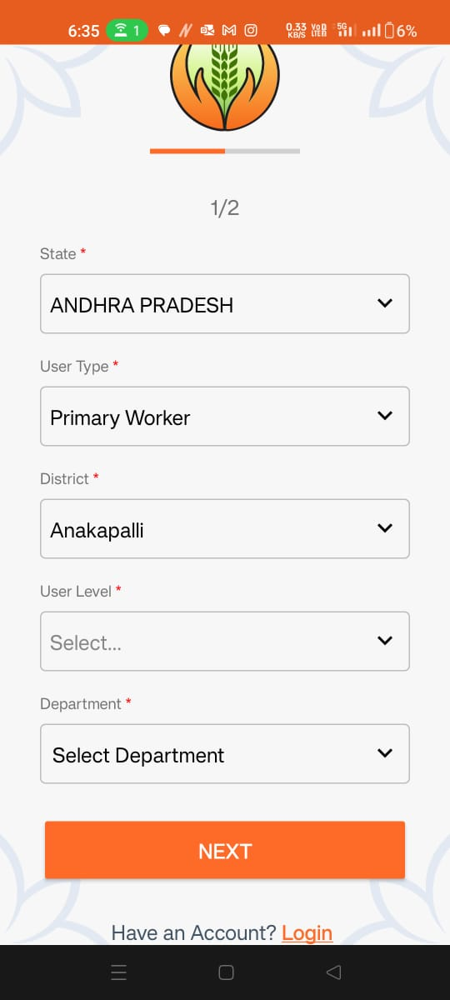 6:35 1 0.33 KB/S VoD LTE 5G 6%
1/2
State *
ANDHRA PRADESH
User Type *
Primary Worker
District *
Anakapalli
User Level *
Select...
Department *
Select Department
NEXT
Have an Account? Login